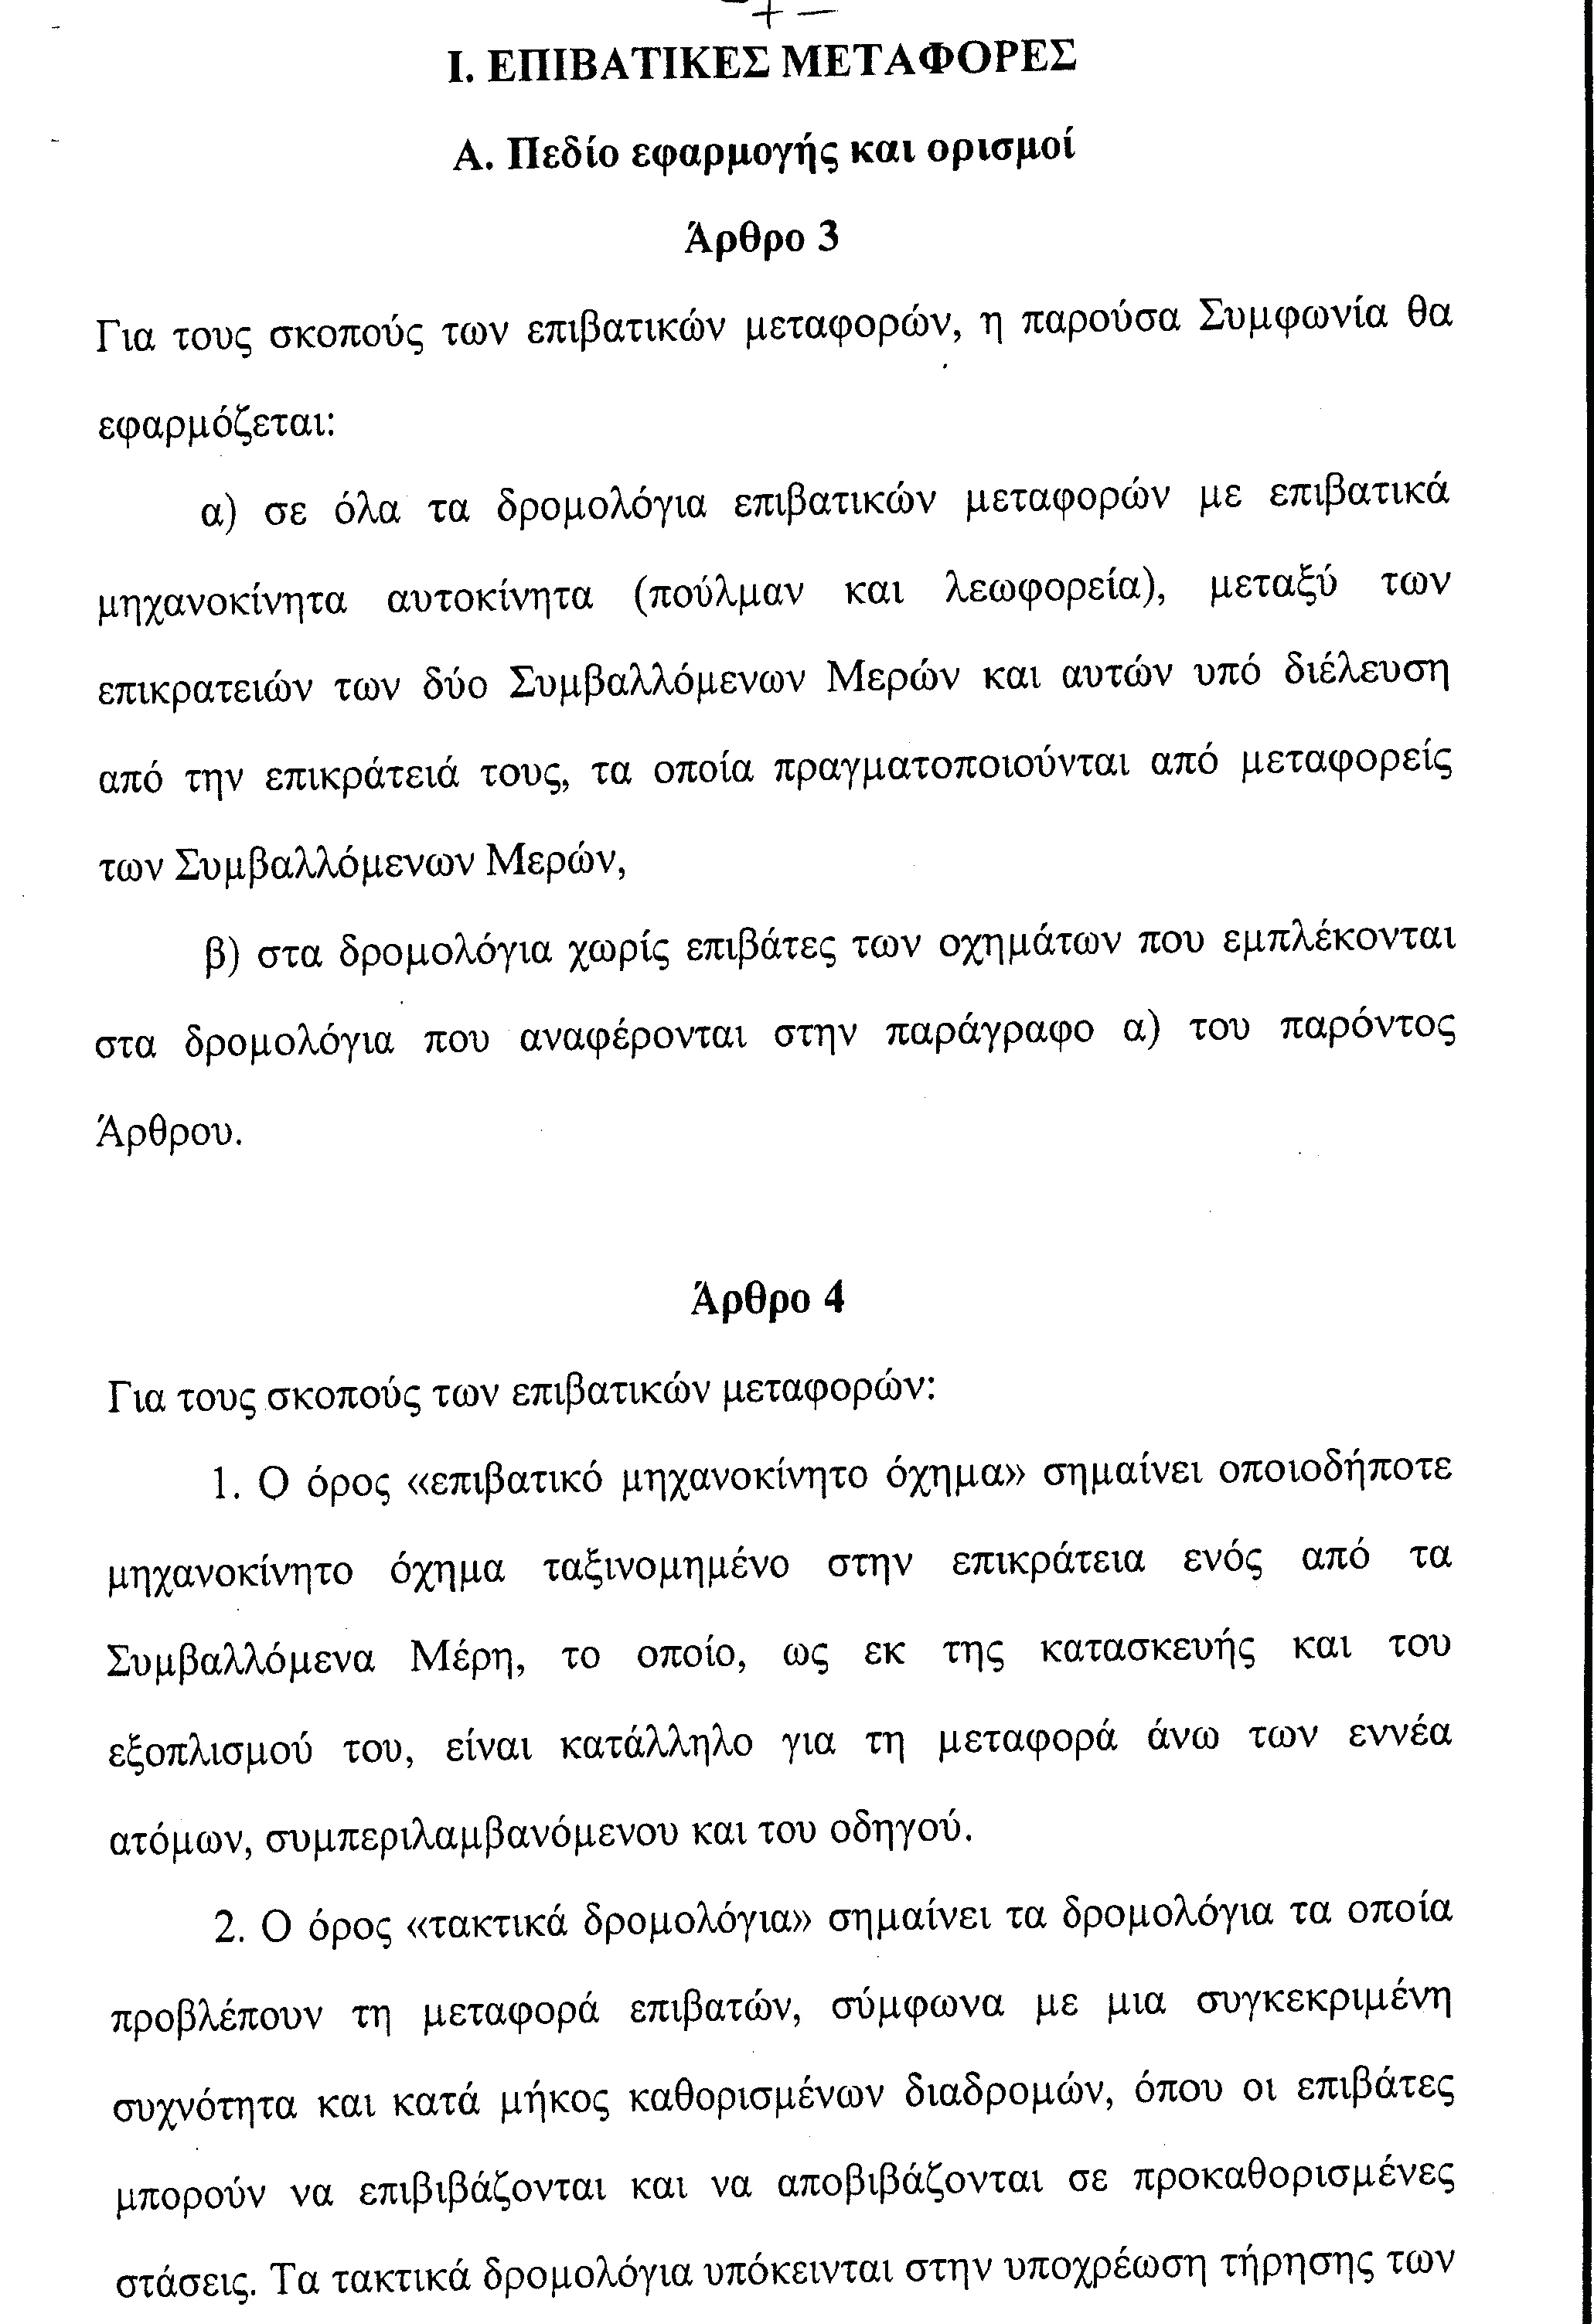 Ι. ΕΠΙΒΑΤΙΚΕΣ ΜΕΤΑΦΟΡΕΣ
Α. Πεδίο εφαρμογής και ορισμοί
Άρθρο 3
Για τους σκοπούς των επιβατικών μεταφορών, η παρούσα Συμφωνία θα
εφαρμόζεται:
α) σε όλα τα δρομολόγια επιβατικών μεταφορών με επιβατικά
μηχανοκίνητα αυτοκίνητα (πούλμαν και λεωφορεία), μεταξύ των
επικρατειών των δύο Συμβαλλόμενων Μερών και αυτών υπό διέλευση
από την επικράτειά τους, τα οποία πραγματοποιούνται από μεταφορείς
των Συμβαλλόμενων Μερών,
β) στα δρομολόγια χωρίς επιβάτες των οχημάτων που εμπλέκονται
στα δρομολόγια που αναφέρονται στην παράγραφο α) του παρόντος
Άρθρου.
Άρθρο 4
Για τους σκοπούς των επιβατικών μεταφορών:
1. Ο όρος «επιβατικό μηχανοκίνητο όχημα» σημαίνει οποιοδήποτε
μηχανοκίνητο όχημα ταξινομημένο στην επικράτεια ενός από τα
Συμβαλλόμενα Μέρη, το οποίο, ως εκ της κατασκευής και του
εξοπλισμού του, είναι κατάλληλο για τη μεταφορά άνω των εννέα
ατόμων, συμπεριλαμβανόμενου και του οδηγού.
2. Ο όρος «τακτικά δρομολόγια» σημαίνει τα δρομολόγια τα οποία
προβλέπουν τη μεταφορά επιβατών, σύμφωνα με μια συγκεκριμένη
συχνότητα και κατά μήκος καθορισμένων διαδρομών, όπου οι επιβάτες
μπορούν να επιβιβάζονται και να αποβιβάζονται σε προκαθορισμένες
στάσεις. Τα τακτικά δρομολόγια υπόκεινται στην υποχρέωση τήρησης των